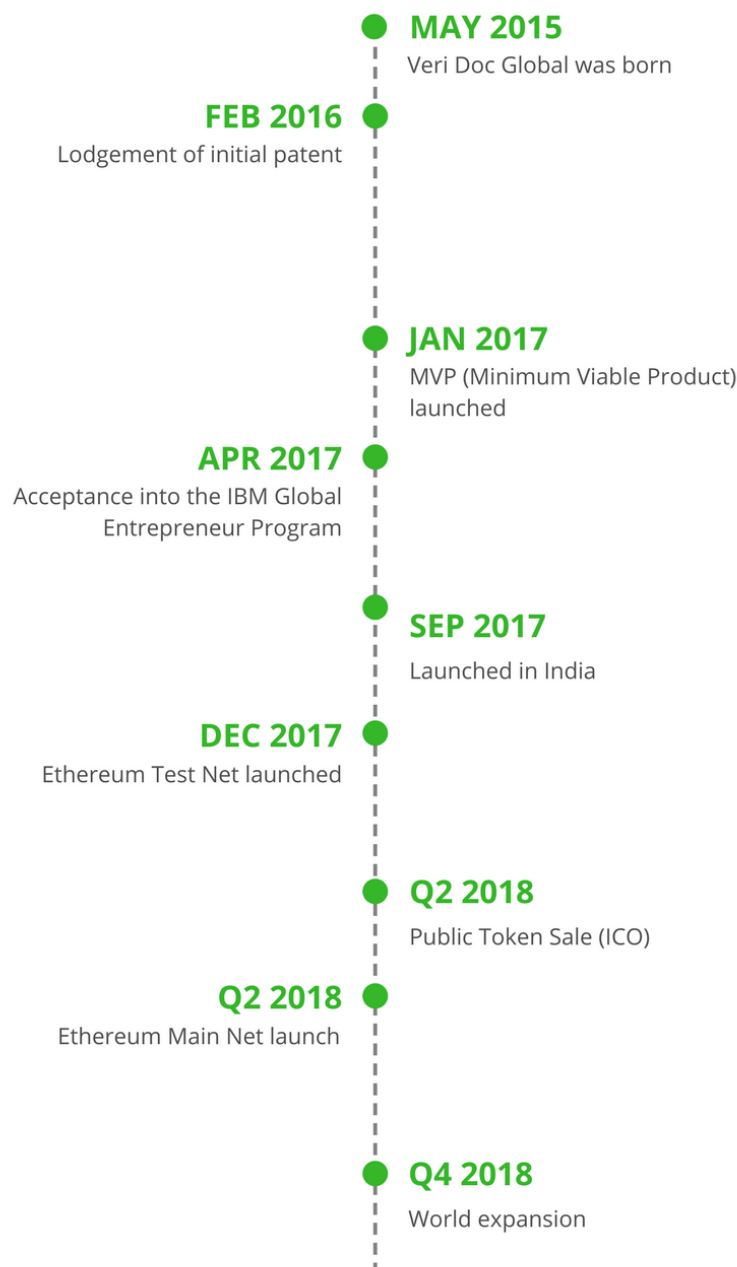 MAY 2015
Veri Doc Global was born
FEB 2016
Lodgement of initial patent
JAN 2017
MVP (Minimum Viable Product)
launched
APR 2017
Acceptance into the IBM Global
Entrepreneur Program
SEP 2017
Launched in India
DEC 2017
Ethereum Test Net launched
Q2 2018
Public Token Sale (ICO)
Q2 2018
Ethereum Main Net launch
Q4 2018
World expansion